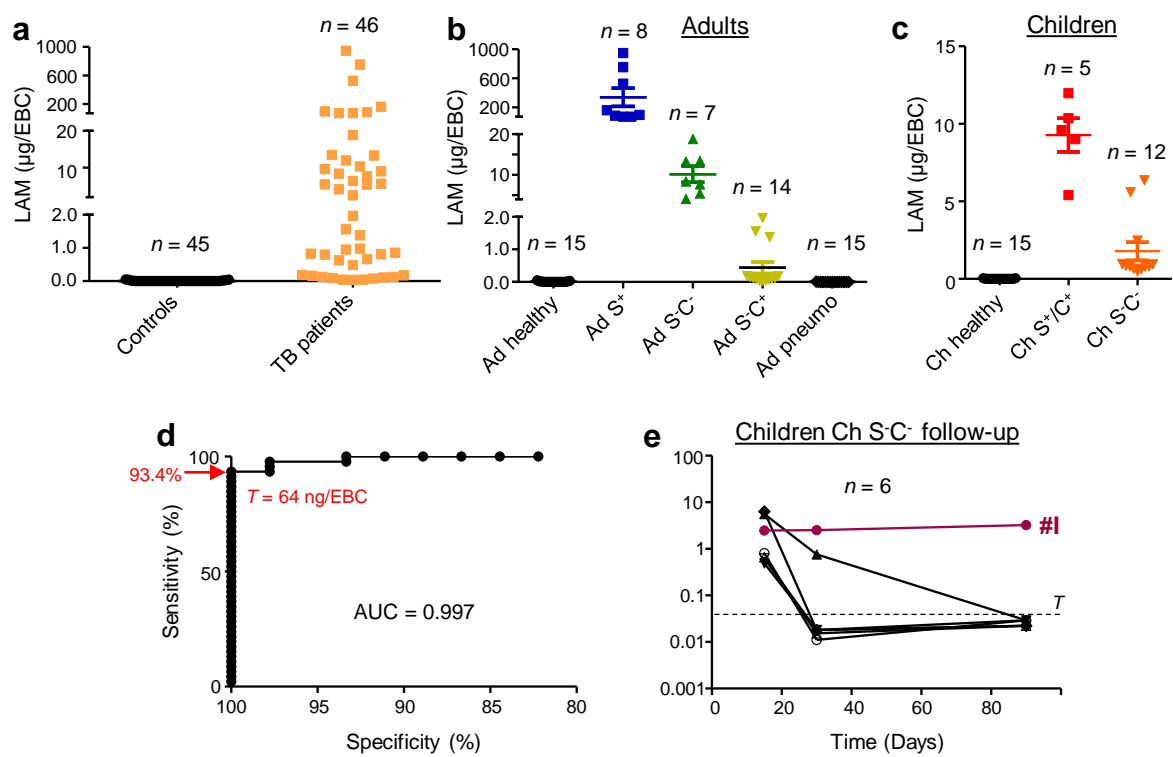 a
n = 46
1000
600
200
20
10
2.0
1.0
0.0
LAM (µg/EBC)
n = 45
Controls
TB patients
b
Adults
n = 8
1000
600
200
20
10
2.0
1.0
0.0
LAM (µg/EBC)
n = 7
n = 14
n = 15
n = 15
Ad healthy
Ad S⁺
Ad S⁻C⁻
Ad S⁻C⁺
Ad pneumo
c
Children
15
10
5
0
LAM (µg/EBC)
n = 5
n = 12
n = 15
Ch healthy
Ch S⁺/C⁺
Ch S⁻C⁻
d
100
50
0
Sensitivity (%)
93.4%
T = 64 ng/EBC
AUC = 0.997
100 95 90 85 80
Specificity (%)
e
Children Ch S⁻C⁻ follow-up
100
10
1
0.1
0.01
0.001
LAM (µg/EBC)
n = 6
#I
T
0 20 40 60 80
Time (Days)